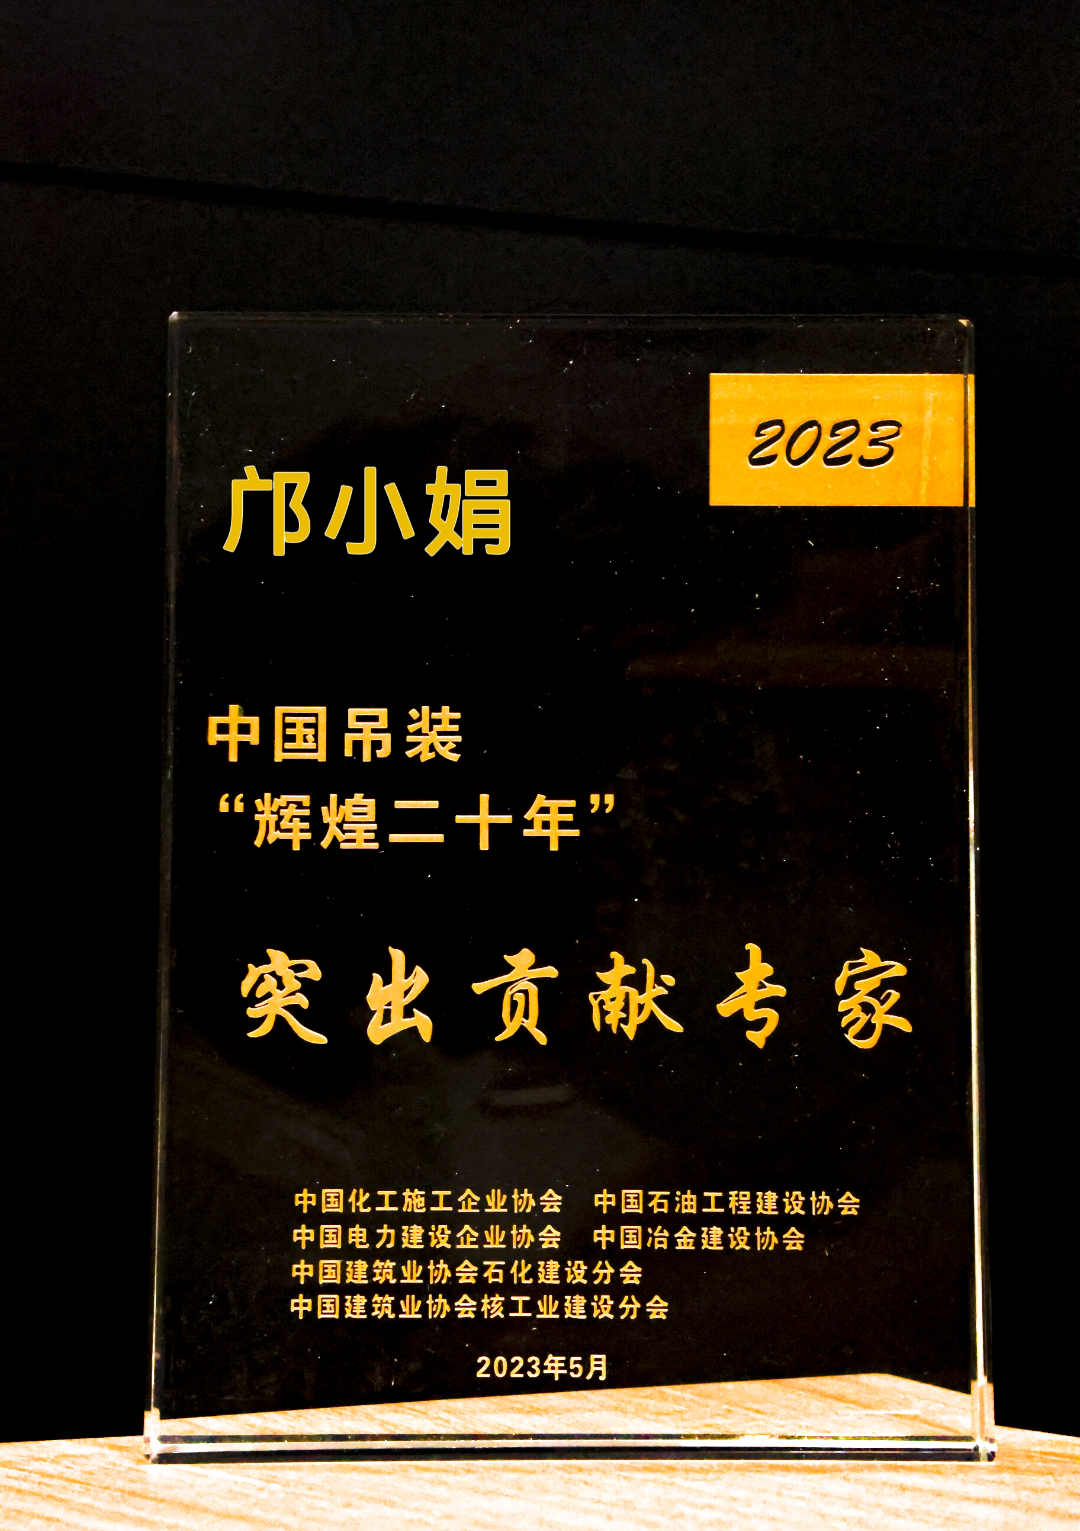 2023
邝小娟
中国吊装
“辉煌二十年”
突出贡献专家
中国化工施工企业协会 中国石油工程建设协会
中国电力建设企业协会 中国冶金建设协会
中国建筑业协会石化建设分会
中国建筑业协会核工业建设分会
2023年5月